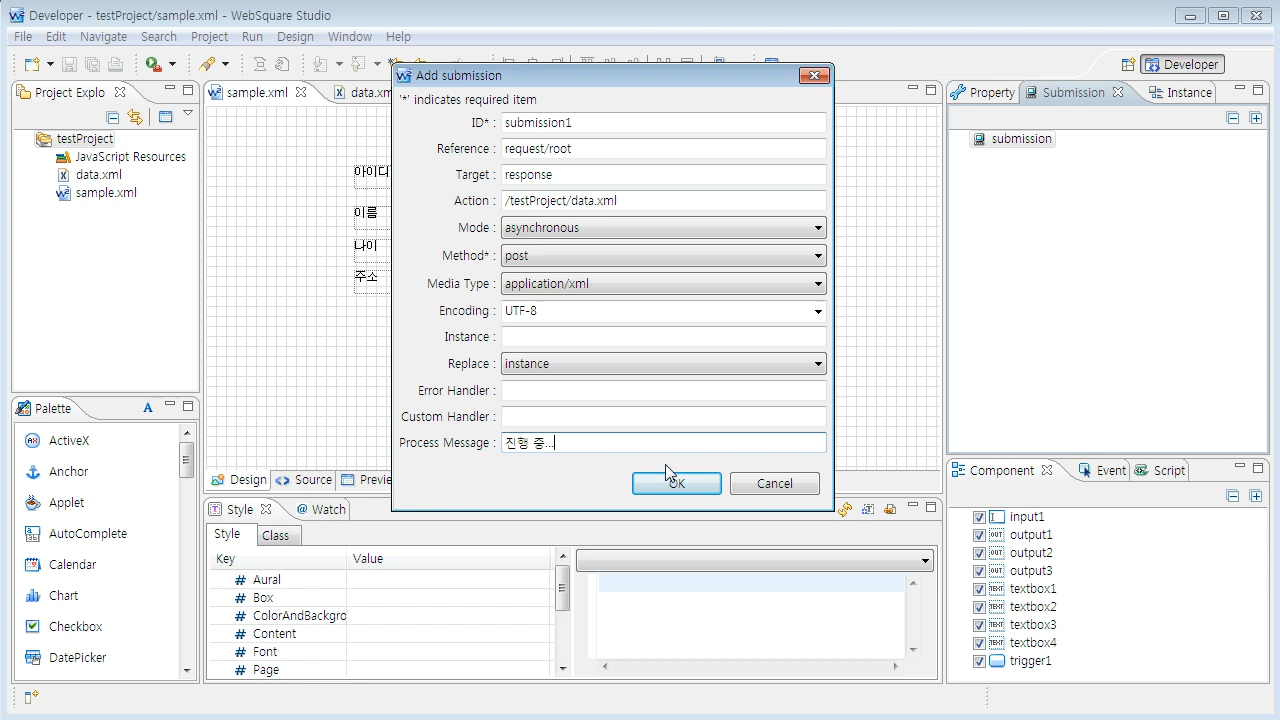 Developer - testProject/sample.xml - WebSquare Studio
File Edit Navigate Search Project Run Design Window Help
Developer
Project Explo
testProject
JavaScript Resources
data.xml
sample.xml
sample.xml
data.xm
아이디
이름
나이
주소
Add submission
'*' indicates required item
ID* : submission1
Reference : request/root
Target : response
Action : /testProject/data.xml
Mode : asynchronous
Method* : post
Media Type : application/xml
Encoding : UTF-8
Instance :
Replace : instance
Error Handler :
Custom Handler :
Process Message : 진행 중...
OK Cancel
Property Submission Instance
submission
Palette
A
ActiveX
Anchor
Applet
AutoComplete
Calendar
Chart
Checkbox
DatePicker
Design Source Previe
Style Watch
Style Class
Key Value
# Aural
# Box
# ColorAndBackgro
# Content
# Font
# Page
Component Event Script
input1
output1
output2
output3
textbox1
textbox2
textbox3
textbox4
trigger1